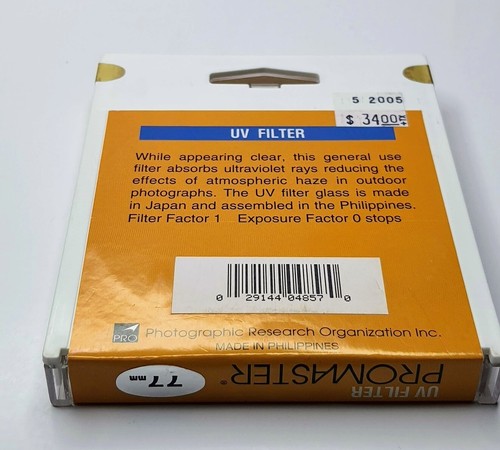 5 2005
$ 34.00
UV FILTER
While appearing clear, this general use
filter absorbs ultraviolet rays reducing the
effects of atmospheric haze in outdoor
photographs. The UV filter glass is made
in Japan and assembled in the Philippines.
Filter Factor 1 Exposure Factor 0 stops
0 29144 04857 0
PRO Photographic Research Organization Inc.
MADE IN PHILIPPINES
77mm
PROMASTER®
UV FILTER